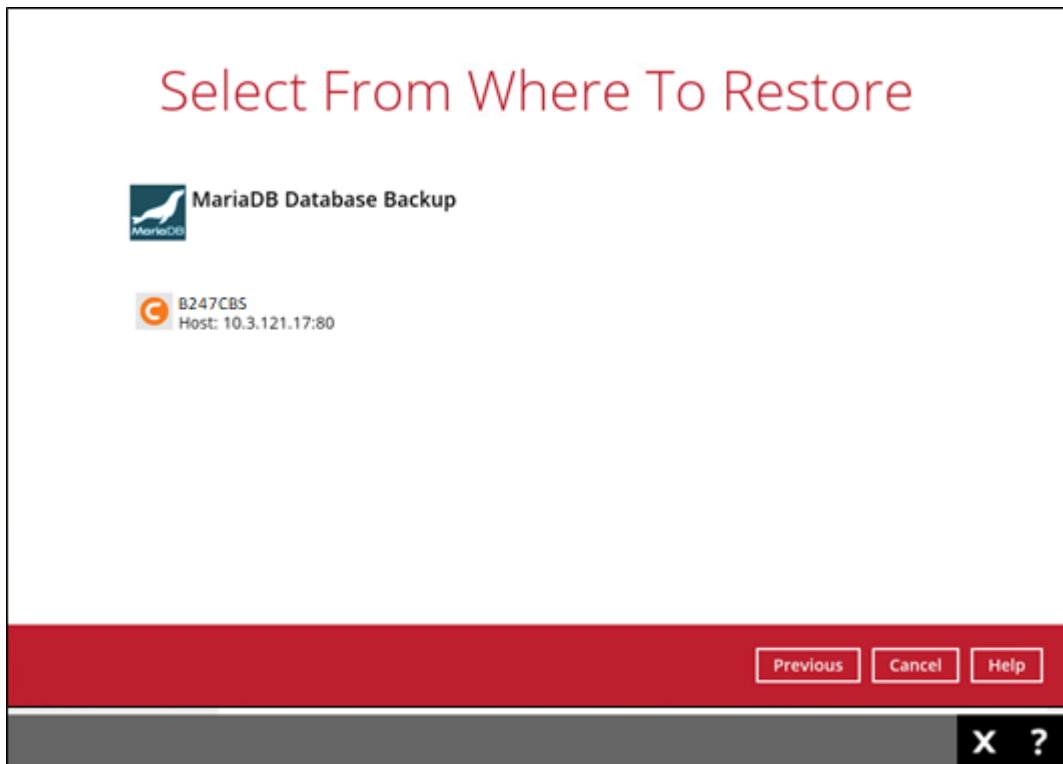 Select From Where To Restore
MariaDB Database Backup
MariaDB
B247CBS
Host: 10.3.121.17:80
Previous Cancel Help
X ?